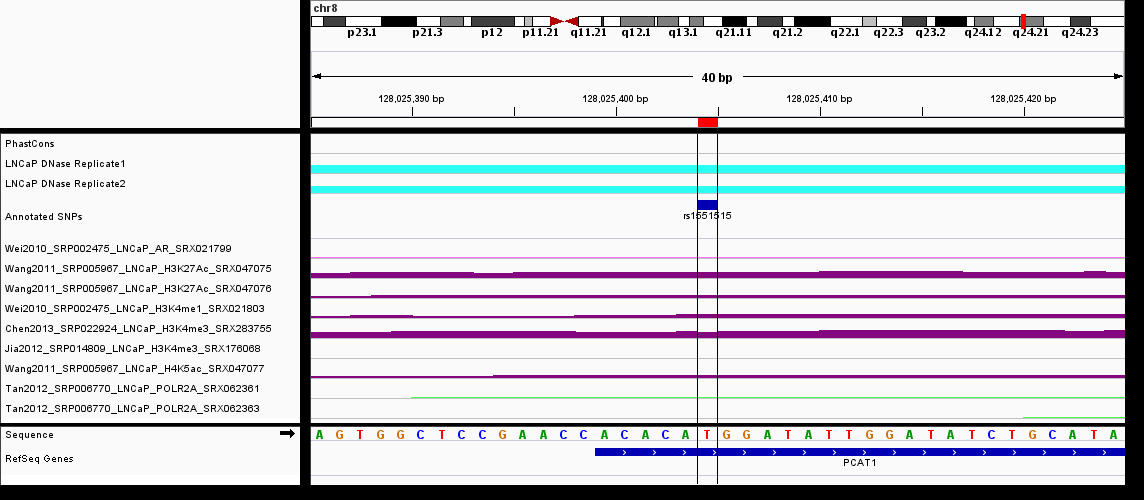 chr8
p23.1 p21.3 p12 p11.21 q11.21 q12.1 q13.1 q21.11 q21.2 q22.1 q22.3 q23.2 q24.12 q24.21 q24.23
40 bp
128,025,390 bp 128,025,400 bp 128,025,410 bp 128,025,420 bp
PhastCons
LNCaP DNase Replicate1
LNCaP DNase Replicate2
Annotated SNPs
rs1551515
Wei2010_SRP002475_LNCaP_AR_SRX021799
Wang2011_SRP005967_LNCaP_H3K27Ac_SRX047075
Wang2011_SRP005967_LNCaP_H3K27Ac_SRX047076
Wei2010_SRP002475_LNCaP_H3K4me1_SRX021803
Chen2013_SRP022924_LNCaP_H3K4me3_SRX283755
Jia2012_SRP014809_LNCaP_H3K4me3_SRX176068
Wang2011_SRP005967_LNCaP_H4K5ac_SRX047077
Tan2012_SRP006770_LNCaP_POLR2A_SRX062361
Tan2012_SRP006770_LNCaP_POLR2A_SRX062363
Sequence A G T G G C T C C G A A C C A C A C A T G G A T A T T G G A T A T C T G C A T A
RefSeq Genes
PCAT1